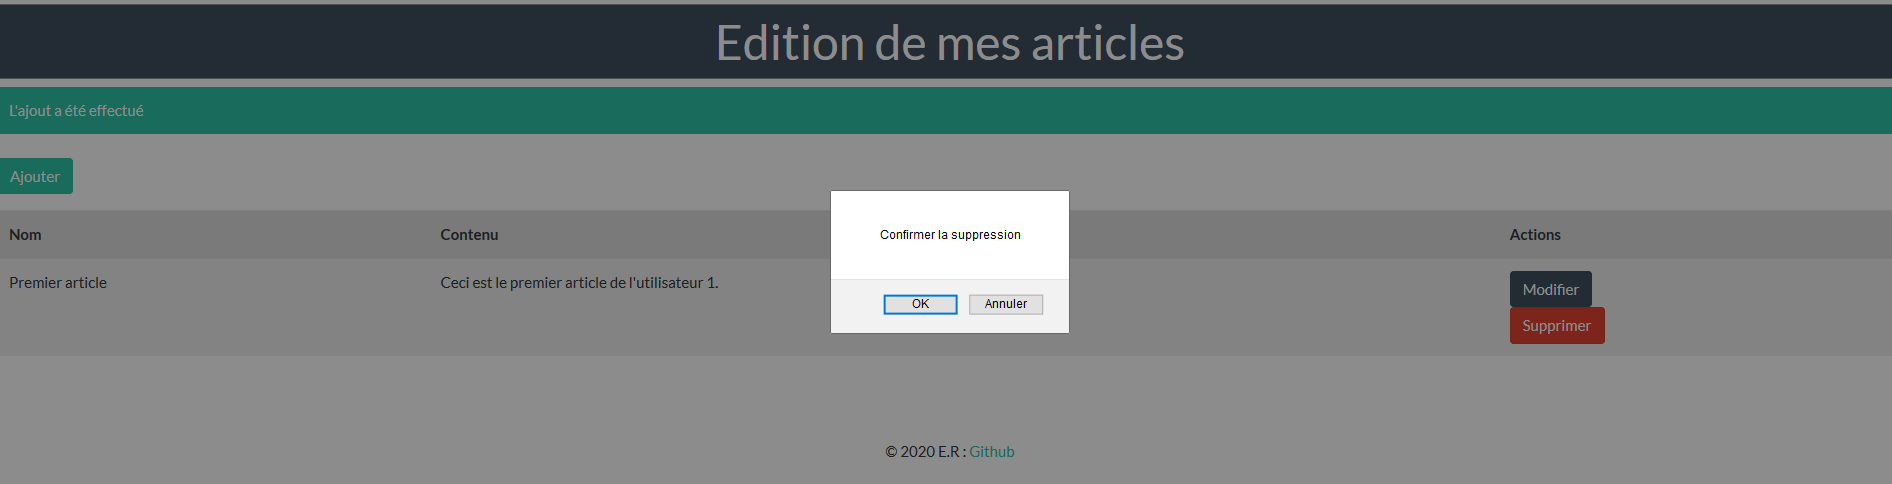 Edition de mes articles
L'ajout a été effectué
Ajouter
Nom Contenu Actions
Premier article Ceci est le premier article de l'utilisateur 1. Modifier
Supprimer
Confirmer la suppression
OK Annuler
© 2020 E.R : Github